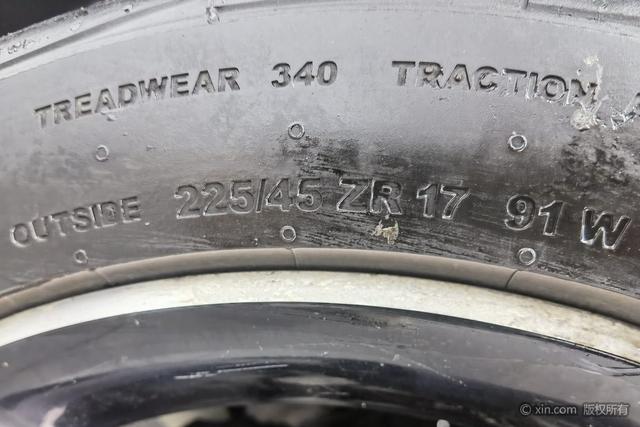 TREADWEAR 340 TRACTION A
OUTSIDE 225/45 ZR 17 91 W
© xin.com 版权所有